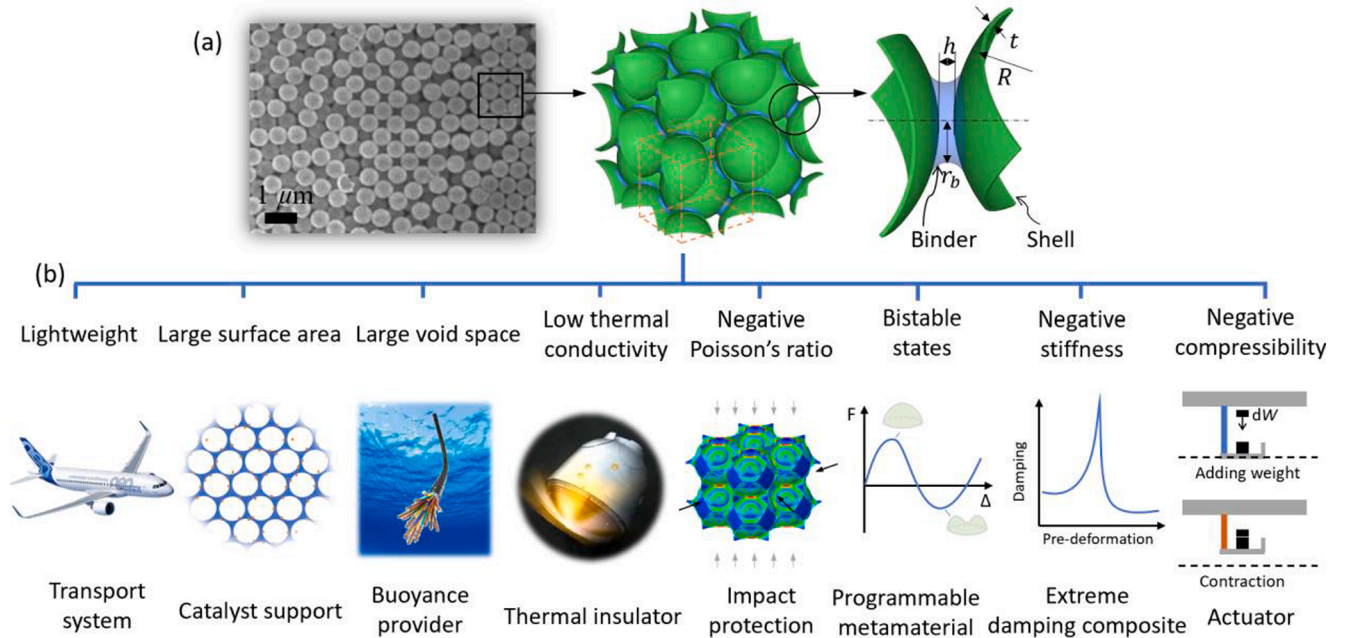 (a)
1 μm
h
t
R
r_b
Binder
Shell
(b)
Lightweight
Large surface area
Large void space
Low thermal
conductivity
Negative
Poisson's ratio
Bistable
states
Negative
stiffness
Negative
compressibility
F
Δ
Damping
Pre-deformation
dW
Adding weight
Contraction
Transport
system
Catalyst support
Buoyance
provider
Thermal insulator
Impact
protection
Programmable
metamaterial
Extreme
damping composite
Actuator